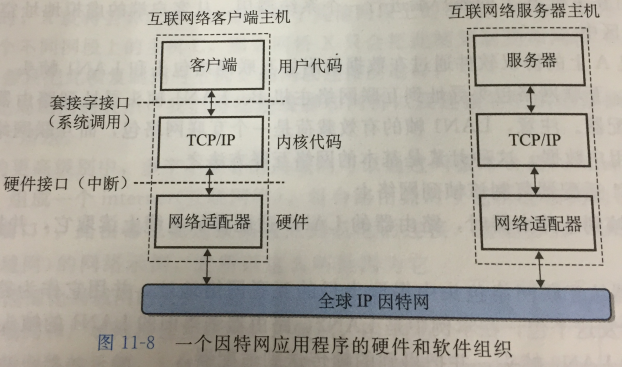 互联网络客户端主机
互联网络服务器主机
客户端
用户代码
服务器
套接字接口
(系统调用)
TCP/IP
内核代码
TCP/IP
硬件接口(中断)
网络适配器
硬件
网络适配器
全球 IP 因特网
图 11-8 一个因特网应用程序的硬件和软件组织